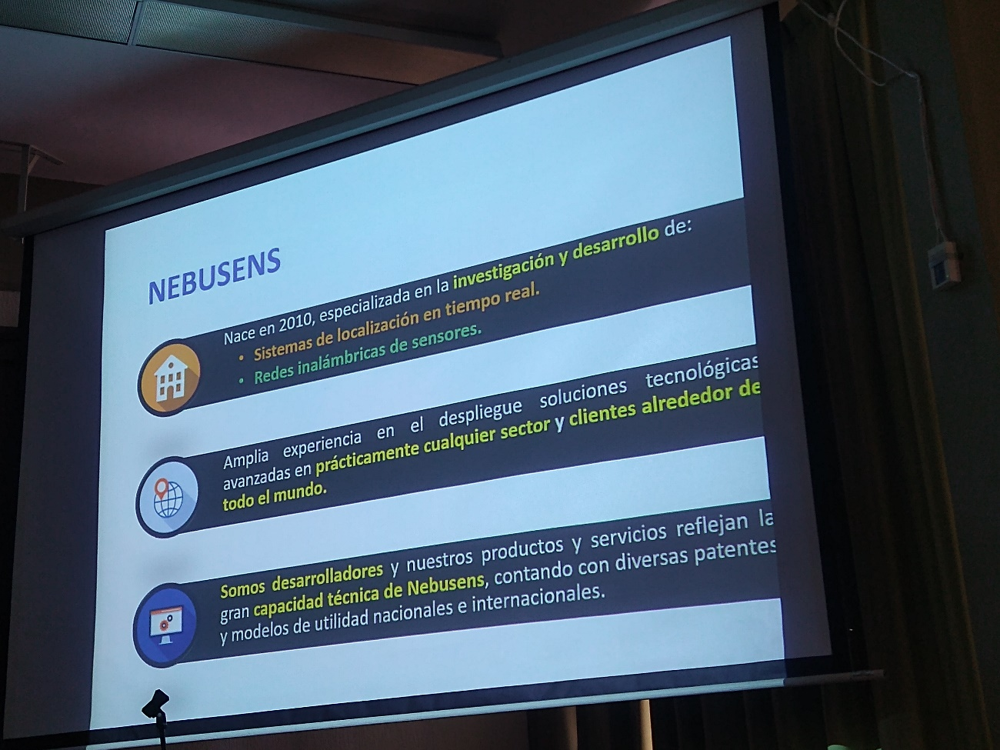 NEBUSENS
Nace en 2010, especializada en la investigación y desarrollo de:
• Sistemas de localización en tiempo real.
• Redes inalámbricas de sensores.
Amplia experiencia en el despliegue soluciones tecnológicas
avanzadas en prácticamente cualquier sector y clientes alrededor de
todo el mundo.
Somos desarrolladores y nuestros productos y servicios reflejan la
gran capacidad técnica de Nebusens, contando con diversas patentes
y modelos de utilidad nacionales e internacionales.